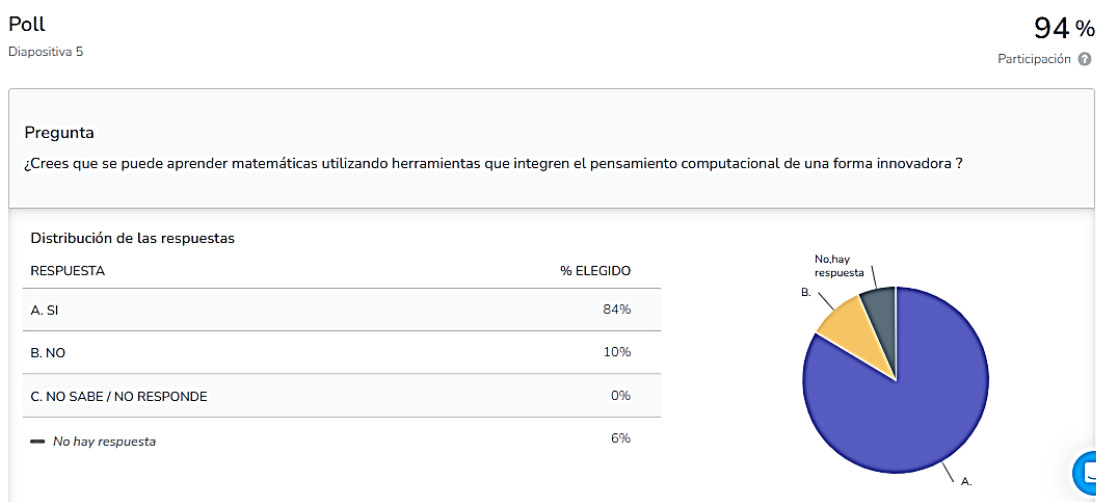 Poll
94 %
Diapositiva 5
Participación ?
Pregunta
¿Crees que se puede aprender matemáticas utilizando herramientas que integren el pensamiento computacional de una forma innovadora ?
Distribución de las respuestas
RESPUESTA % ELEGIDO
A. SI 84%
B. NO 10%
C. NO SABE / NO RESPONDE 0%
No hay respuesta 6%
No,hay
respuesta
B.
A.